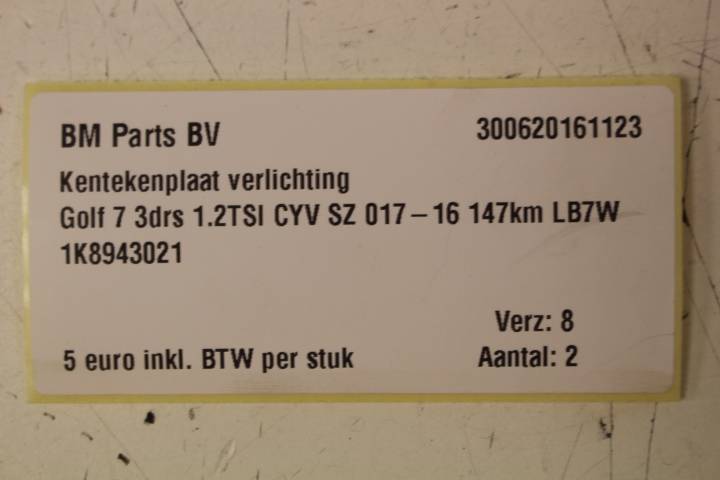 BM Parts BV 300620161123
Kentekenplaat verlichting
Golf 7 3drs 1.2TSI CYV SZ 017-16 147km LB7W
1K8943021
Verz: 8
5 euro inkl. BTW per stuk Aantal: 2